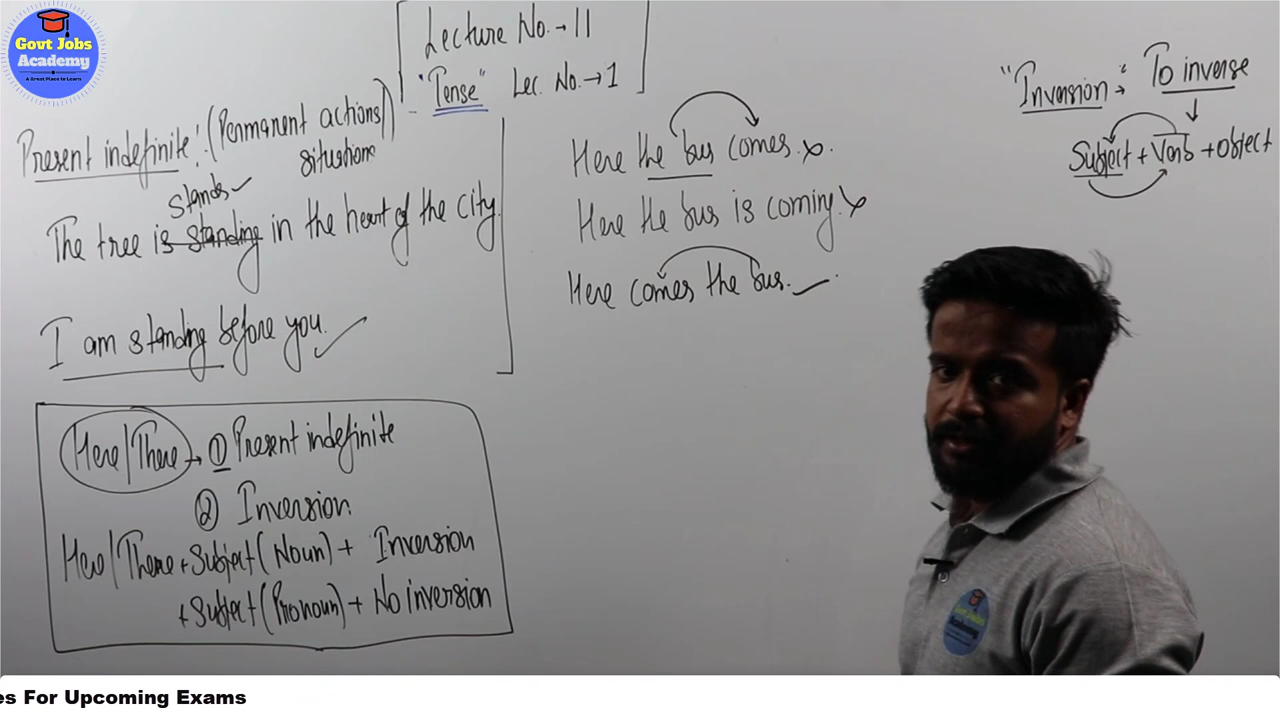 Govt Jobs
Academy
A Great Place to Learn
Lecture No. → 11
"Tense" Lec. No. → 1
Present indefinite: (Permanent actions)
situations
stands ✓
The tree is standing in the heart of the city.
I am standing before you. ✓
Here/There → ① Present indefinite
② Inversion
Here/There + Subject (Noun) + Inversion
+ Subject (Pronoun) + No inversion
Here the bus comes. ×.
Here the bus is coming. ×
Here comes the bus. ✓
"Inversion" → To inverse
↓
Subject + Verb + object
Govt Jobs
Academy
es For Upcoming Exams